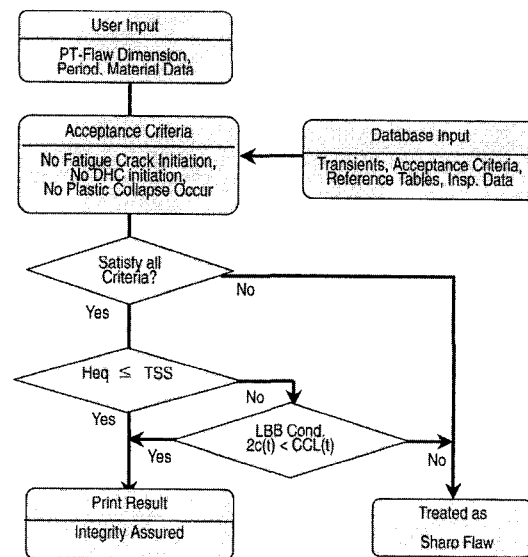 User Input
PT-Flaw Dimension,
Period, Material Data
Acceptance Criteria
No Fatigue Crack Initiation,
No DHC initiation,
No Plastic Collapse Occur
Database Input
Transients, Acceptance Criteria,
Reference Tables, Insp. Data
Satisfy all
Criteria?
No
Yes
Heq ≤ TSS
No
Yes
LBB Cond.
2c(t) < CCL(t)
Yes
No
Print Result
Integrity Assured
Treated as
Sharp Flaw